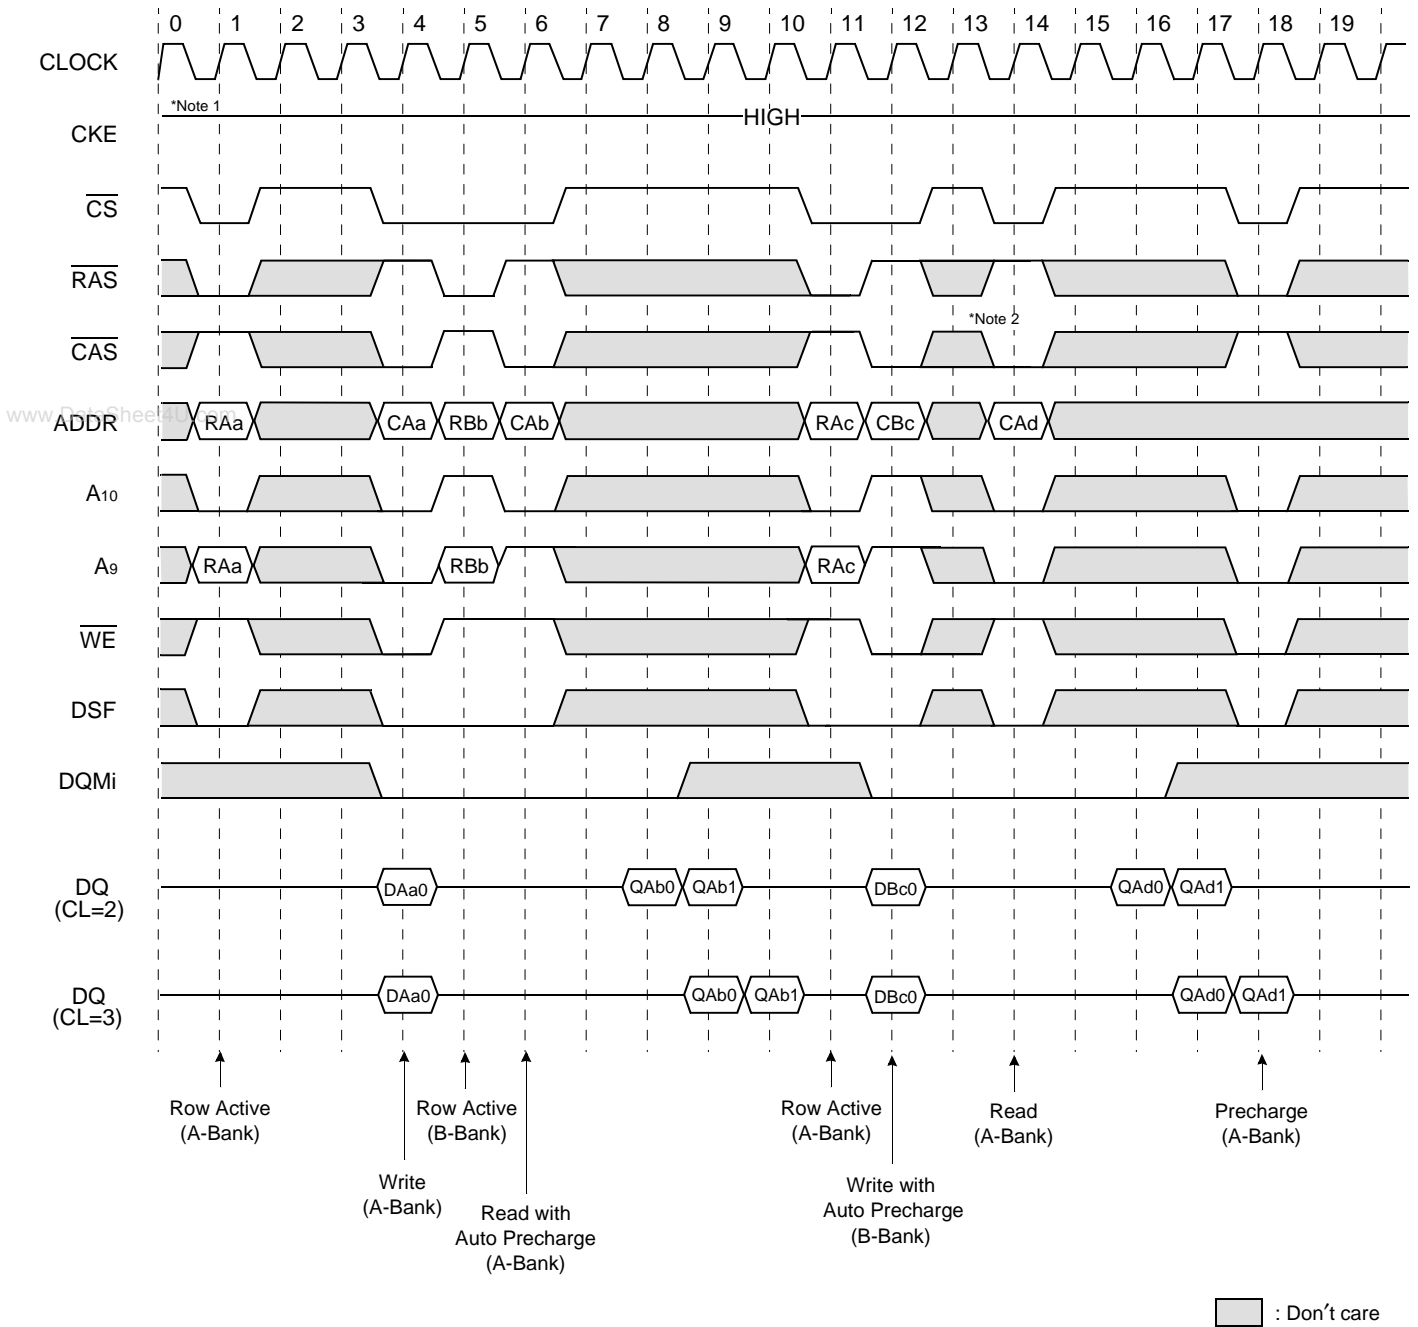 0 1 2 3 4 5 6 7 8 9 10 11 12 13 14 15 16 17 18 19
CLOCK
*Note 1
HIGH
CKE
CS
RAS
*Note 2
CAS
www.DataSheet4U.com
ADDR RAa CAa RBb CAb RAc CBc CAd
A10
A9 RAa RBb RAc
WE
DSF
DQMi
DQ
(CL=2)
DAa0 QAb0 QAb1 DBc0 QAd0 QAd1
DQ
(CL=3)
DAa0 QAb0 QAb1 DBc0 QAd0 QAd1
Row Active
(A-Bank)
Write
(A-Bank)
Row Active
(B-Bank)
Read with
Auto Precharge
(A-Bank)
Row Active
(A-Bank)
Write with
Auto Precharge
(B-Bank)
Read
(A-Bank)
Precharge
(A-Bank)
: Don′t care